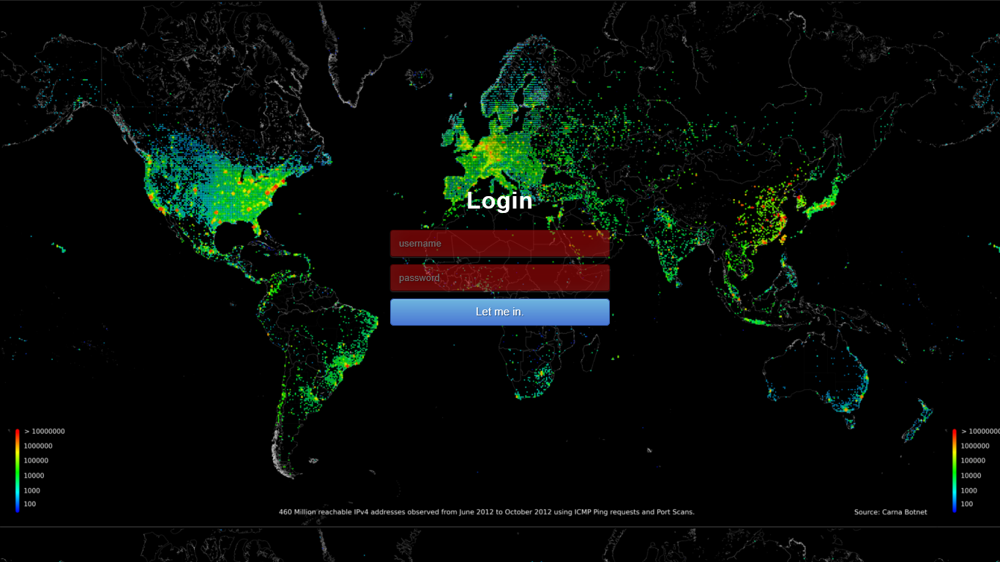 Login
username
password
Let me in.
> 10000000
1000000
100000
10000
1000
100
> 10000000
1000000
100000
10000
1000
100
460 Million reachable IPv4 addresses observed from June 2012 to October 2012 using ICMP Ping requests and Port Scans.
Source: Carna Botnet